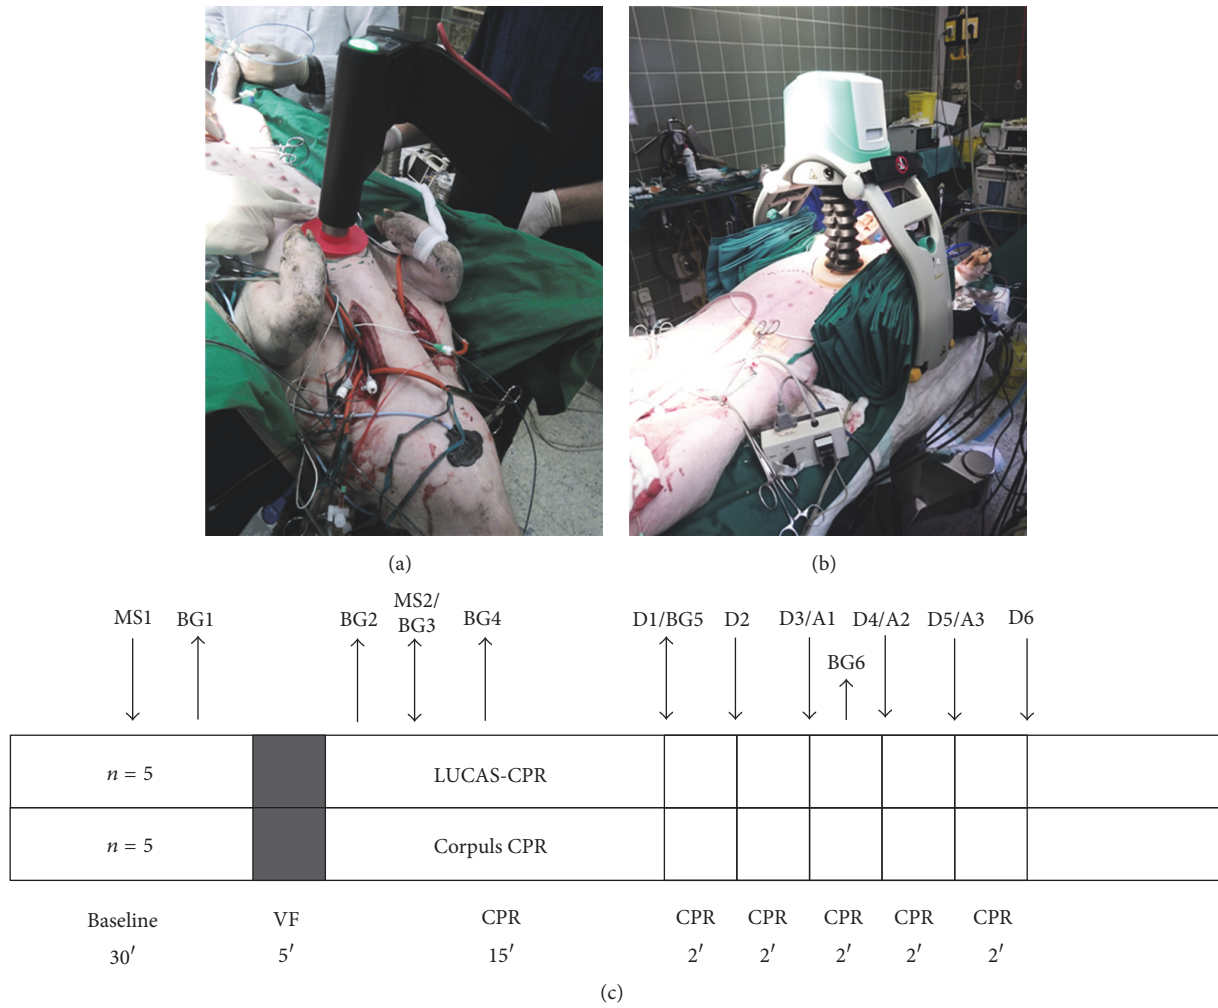 (a)
(b)
MS1
BG1
BG2
MS2/
BG3
BG4
D1/BG5
D2
D3/A1
D4/A2
D5/A3
D6
BG6
n = 5
LUCAS-CPR
n = 5
Corpuls CPR
Baseline
VF
CPR
CPR
CPR
CPR
CPR
CPR
30′
5′
15′
2′
2′
2′
2′
2′
(c)